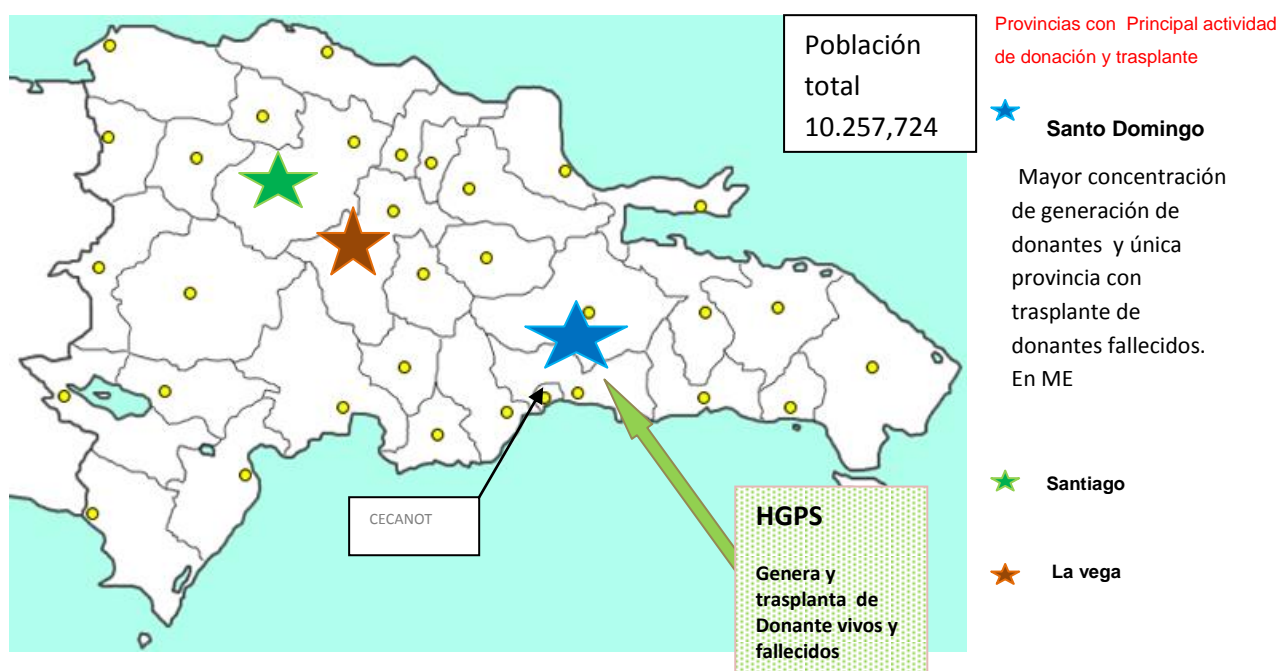 Población
total
10.257,724
Provincias con Principal actividad
de donación y trasplante
Santo Domingo
Mayor concentración
de generación de
donantes y única
provincia con
trasplante de
donantes fallecidos.
En ME
Santiago
La vega
CECANOT
HGPS
Genera y
trasplanta de
Donante vivos y
fallecidos